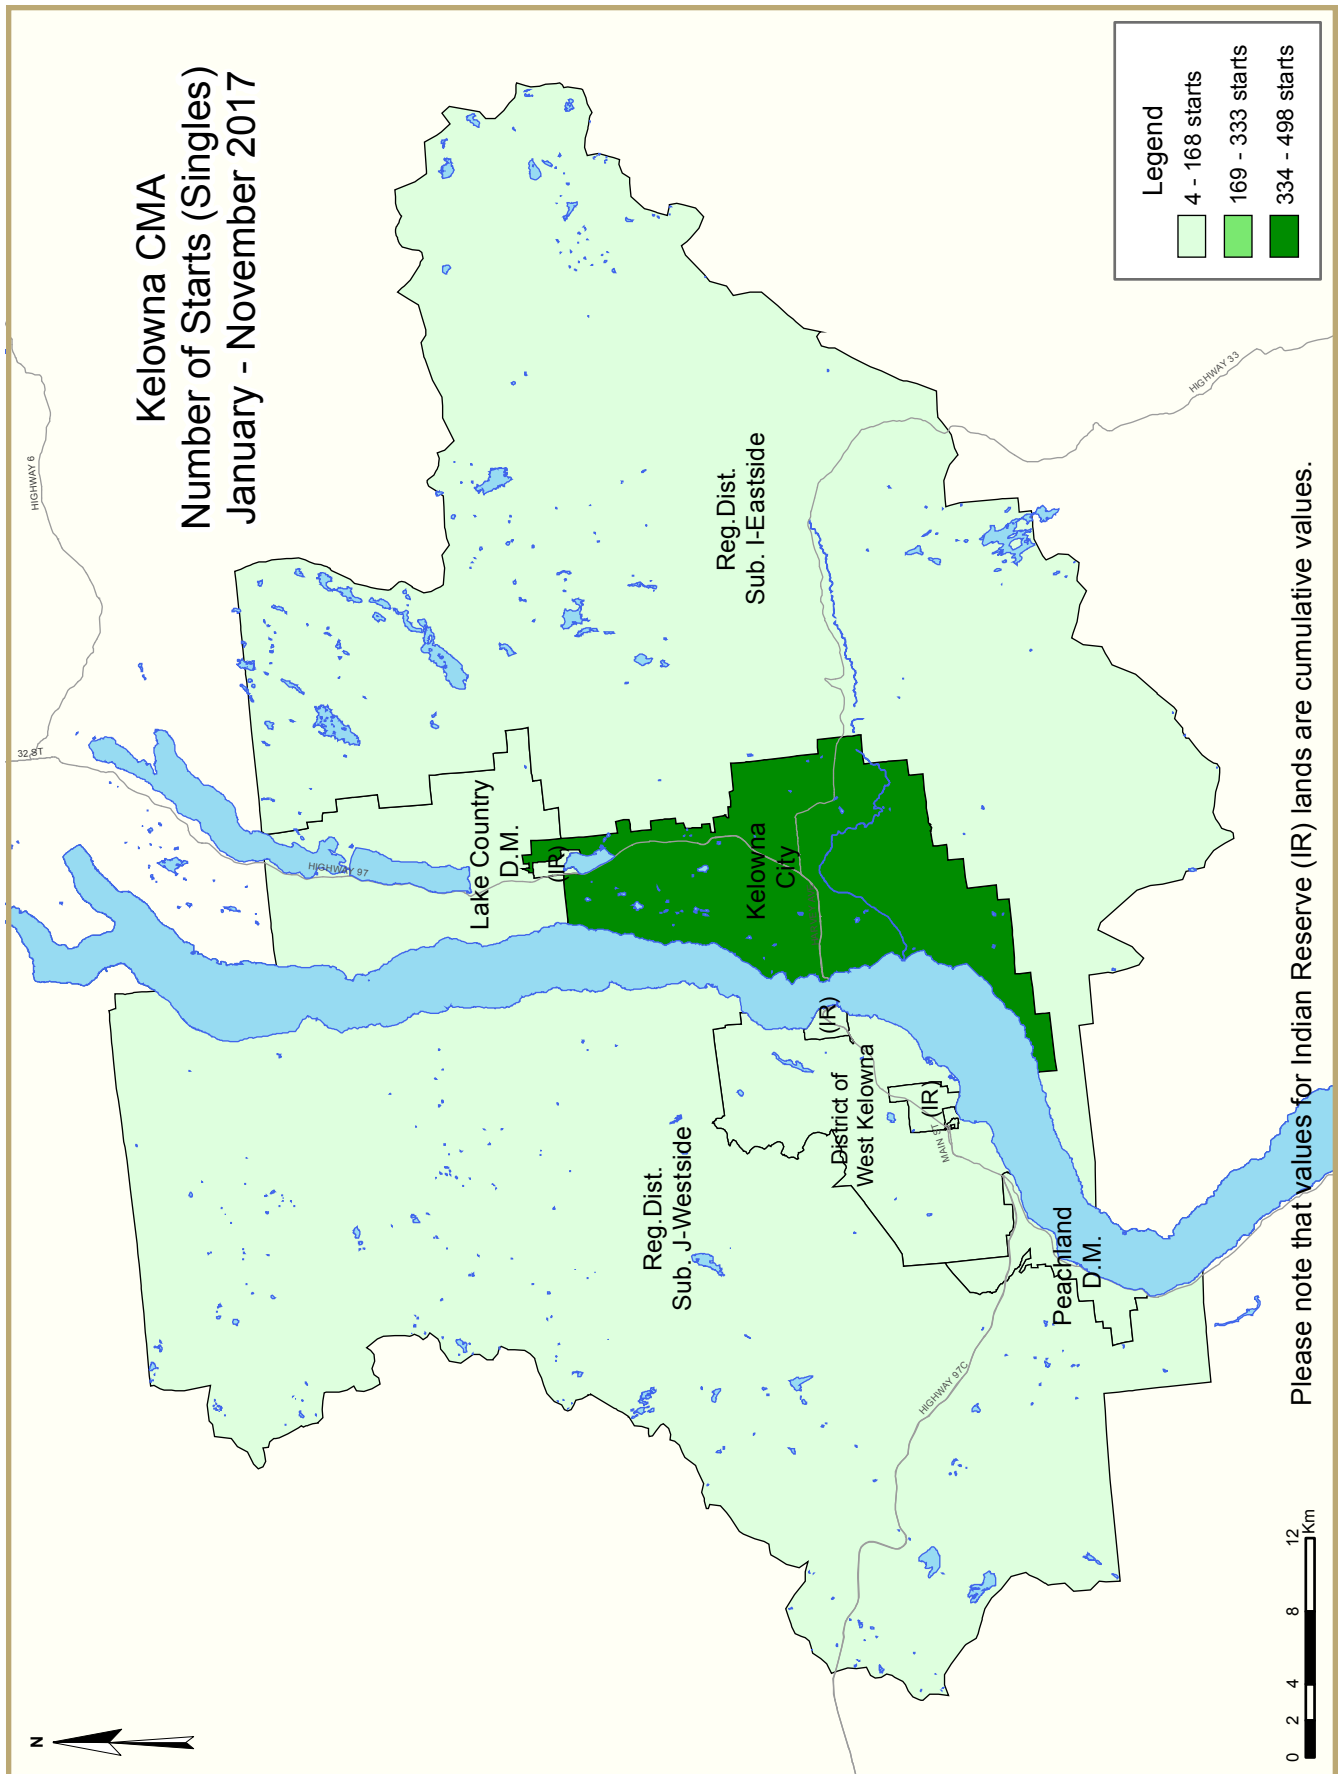 Kelowna CMA
Number of Starts (Singles)
January - November 2017
HIGHWAY 6
32 ST
HIGHWAY 97
Lake Country
D.M.
(IR)
Reg.Dist.
Sub. I-Eastside
Kelowna
City
HIGHWAY 33
Reg.Dist.
Sub. J-Westside
(IR)
District of
West Kelowna
(IR)
MAIN ST
Peachland
D.M.
HIGHWAY 97C
Legend
4 - 168 starts
169 - 333 starts
334 - 498 starts
N
0 2 4 8 12
Km
Please note that values for Indian Reserve (IR) lands are cumulative values.